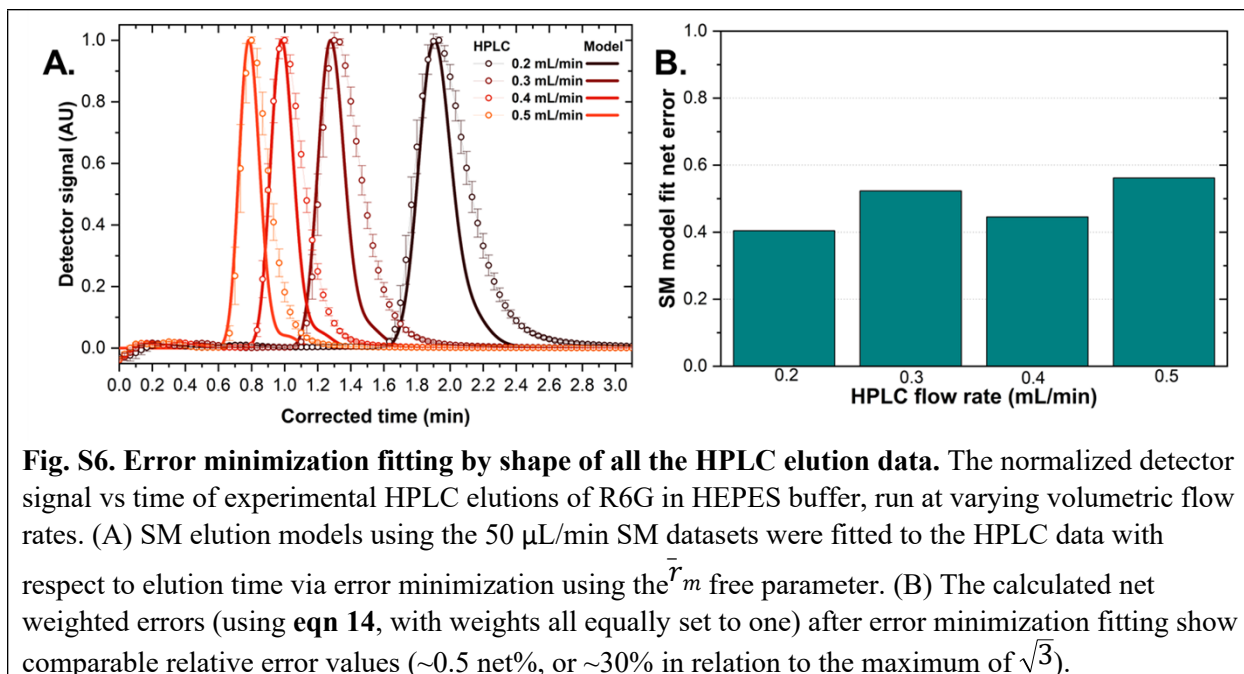 A.
HPLC Model
0.2 mL/min
0.3 mL/min
0.4 mL/min
0.5 mL/min
1.0
0.8
0.6
0.4
0.2
0.0
Detector signal (AU)
0.0 0.2 0.4 0.6 0.8 1.0 1.2 1.4 1.6 1.8 2.0 2.2 2.4 2.6 2.8 3.0
Corrected time (min)
B.
1.0
0.8
0.6
0.4
0.2
0.0
SM model fit net error
0.2 0.3 0.4 0.5
HPLC flow rate (mL/min)
Fig. S6. Error minimization fitting by shape of all the HPLC elution data. The normalized detector
signal vs time of experimental HPLC elutions of R6G in HEPES buffer, run at varying volumetric flow
rates. (A) SM elution models using the 50 μL/min SM datasets were fitted to the HPLC data with
respect to elution time via error minimization using the r̄m free parameter. (B) The calculated net
weighted errors (using eqn 14, with weights all equally set to one) after error minimization fitting show
comparable relative error values (~0.5 net%, or ~30% in relation to the maximum of √3).